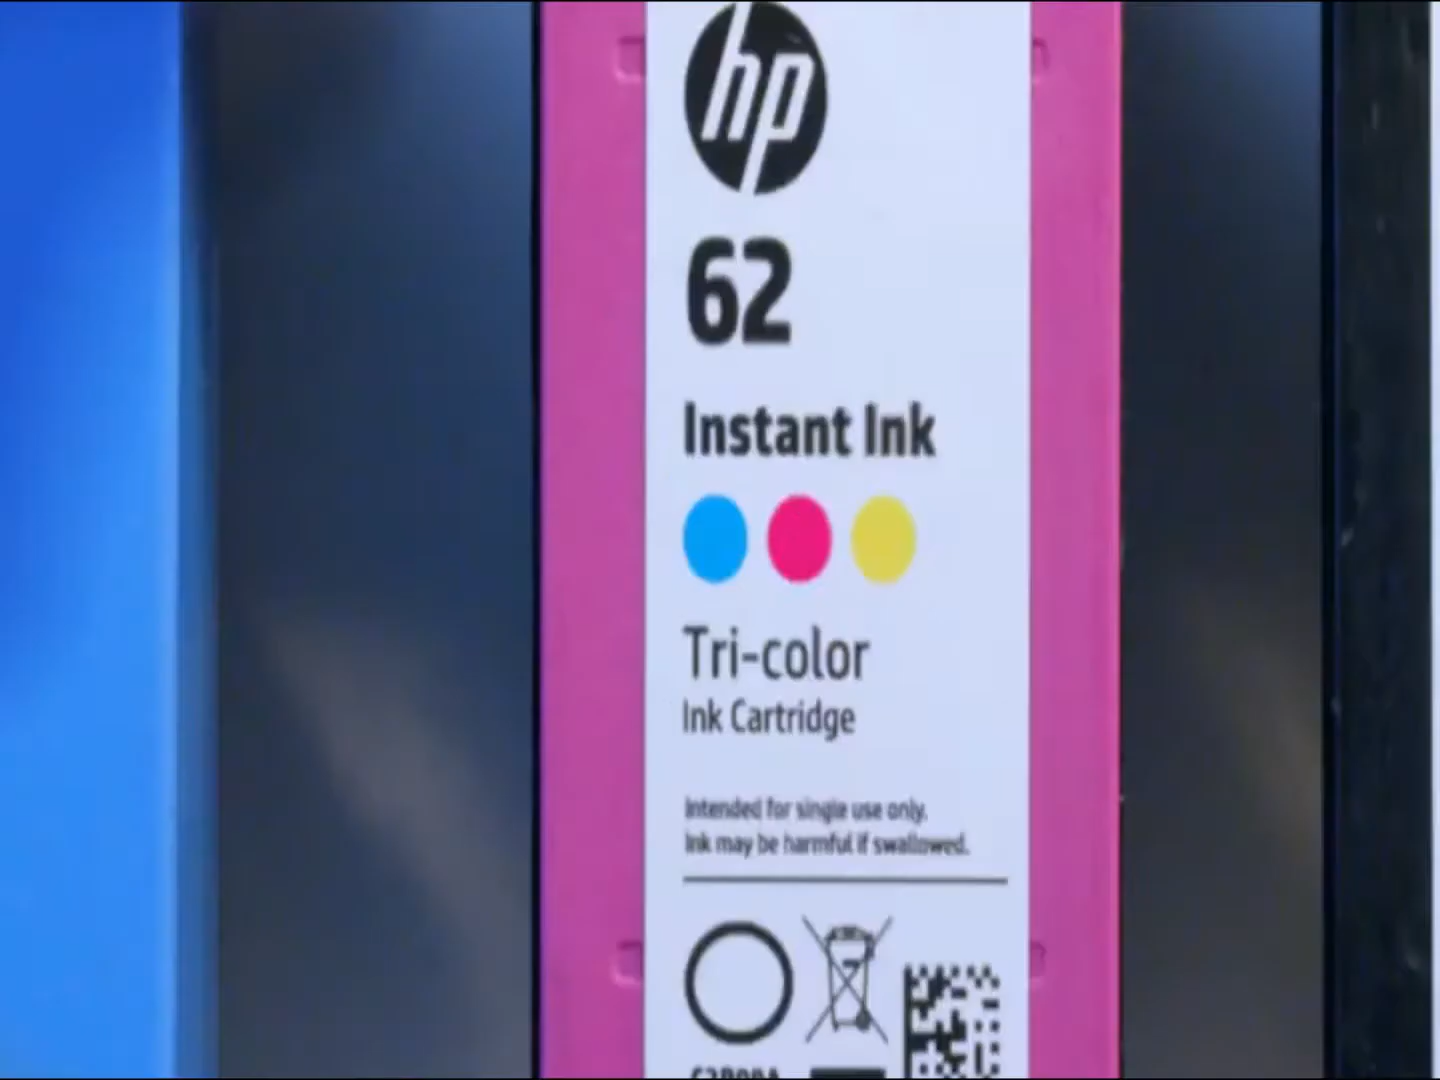 hp
62
Instant Ink
Tri-color
Ink Cartridge
Intended for single use only.
Ink may be harmful if swallowed.